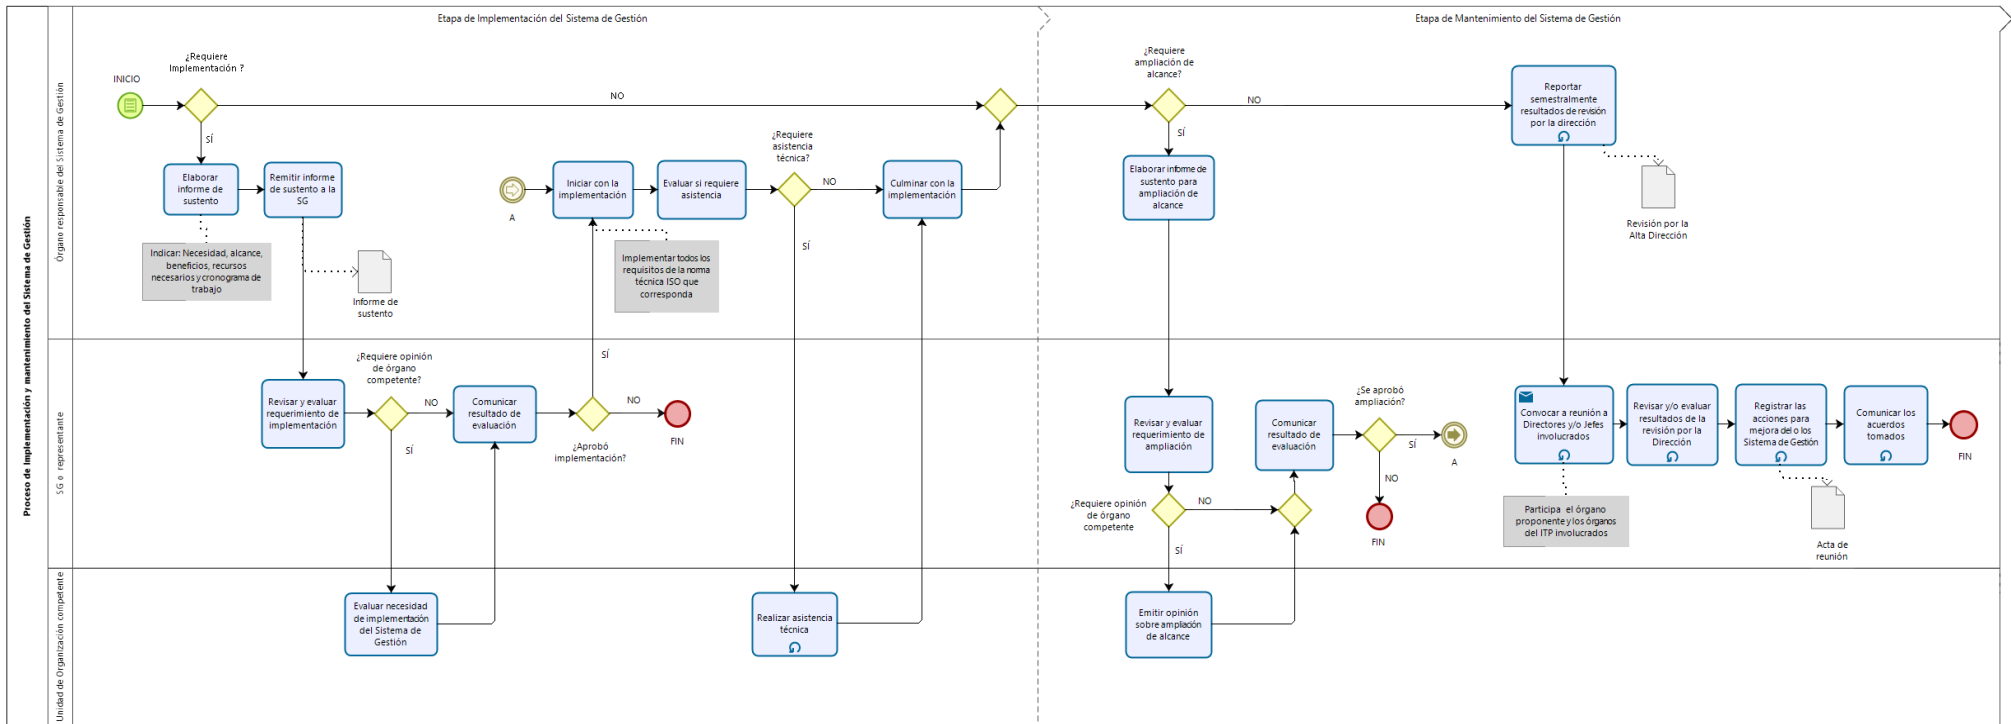 Proceso de Implementación y mantenimiento del Sistema de Gestión
Etapa de Implementación del Sistema de Gestión
Etapa de Mantenimiento del Sistema de Gestión
Órgano responsable del Sistema de Gestión
INICIO
¿Requiere
Implementación ?
NO
SÍ
Elaborar
informe de
sustento
Remitir informe
de sustento a la
SG
Indicar: Necesidad, alcance,
beneficios, recursos
necesarios y cronograma de
trabajo
Informe de
sustento
A
Iniciar con la
implementación
Evaluar si requiere
asistencia
¿Requiere
asistencia
técnica?
NO
SÍ
Culminar con la
implementación
Implementar todos los
requisitos de la norma
técnica ISO que
corresponda
¿Requiere
ampliación de
alcance?
NO
SÍ
Elaborar informe de
sustento para
ampliación de
alcance
Reportar
semestralmente
resultados de revisión
por la dirección
Revisión por la
Alta Dirección
SG o representante
Revisar y evaluar
requerimiento de
implementación
¿Requiere opinión
de órgano
competente?
NO
SÍ
Comunicar
resultado de
evaluación
SÍ
NO
¿Aprobó
implementación?
FIN
Revisar y evaluar
requerimiento de
ampliación
¿Requiere opinión
de órgano
competente
NO
SÍ
Comunicar
resultado de
evaluación
¿Se aprobó
ampliación?
SÍ
A
NO
FIN
Convocar a reunión a
Directores y/o Jefes
involucrados
Revisar y/o evaluar
resultados de la
revisión por la
Dirección
Registrar las
acciones para
mejora del o los
Sistema de Gestión
Comunicar los
acuerdos
tomados
FIN
Participa el órgano
proponente y los órganos
del ITP involucrados
Acta de
reunión
Unidad de Organización competente
Evaluar necesidad
de implementación
del Sistema de
Gestión
Realizar asistencia
técnica
Emitir opinión
sobre ampliación
de alcance